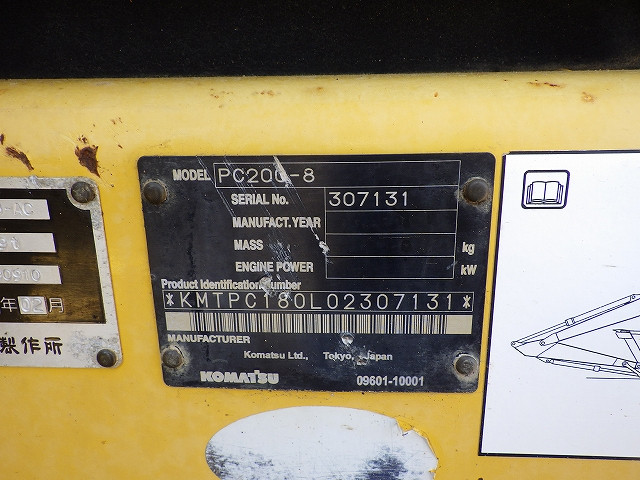 MODEL PC200-8
SERIAL No. 307131
MANUFACT.YEAR
MASS kg
ENGINE POWER kW
Product Identification Number
*KMTPC180L02307131*
MANUFACTURER
Komatsu Ltd., Tokyo, Japan
KOMATSU 09601-10001
-AC
年02月
製作所